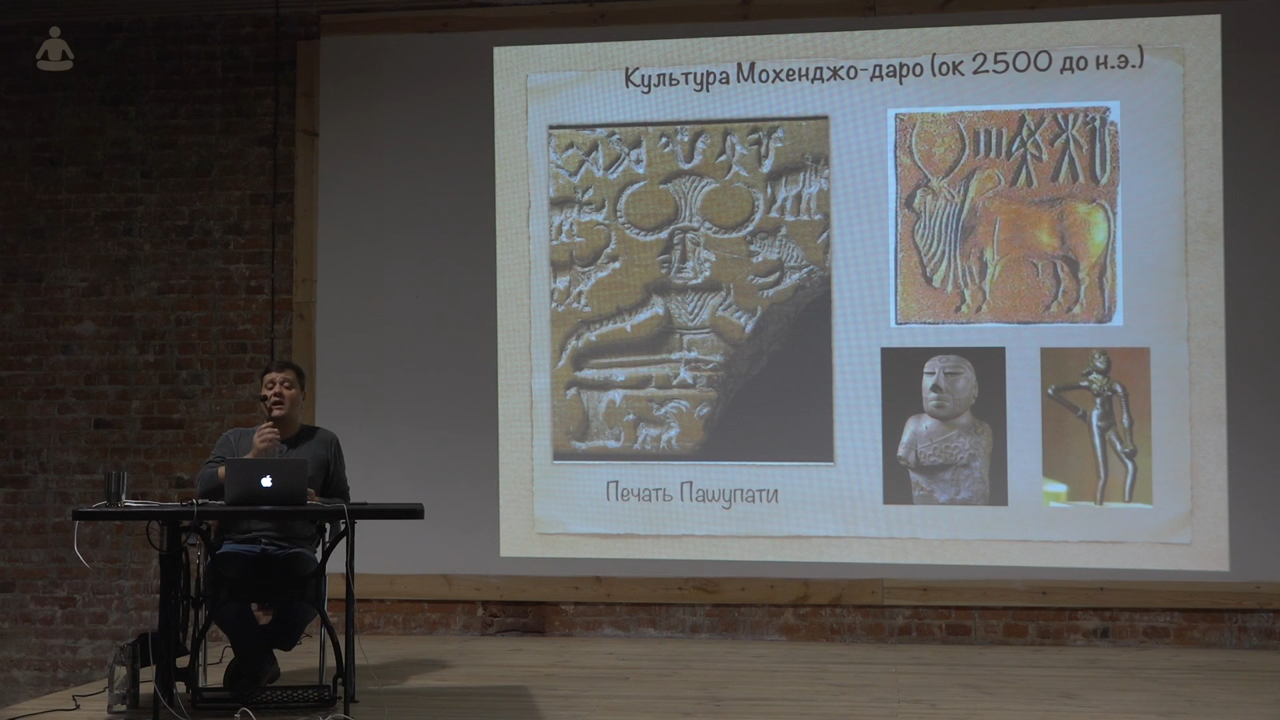 Культура Мохенджо-даро (ок 2500 до н.э.)
Печать Пашупати